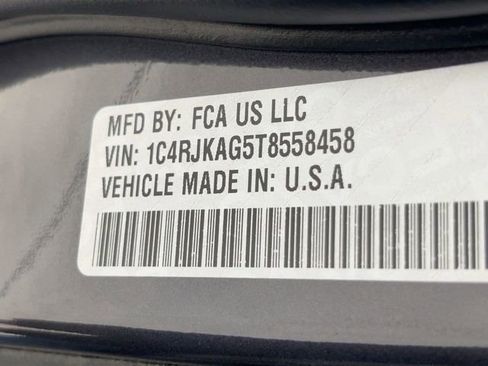 MFD BY: FCA US LLC
VIN: 1C4RJKAG5T8558458
VEHICLE MADE IN: U.S.A.